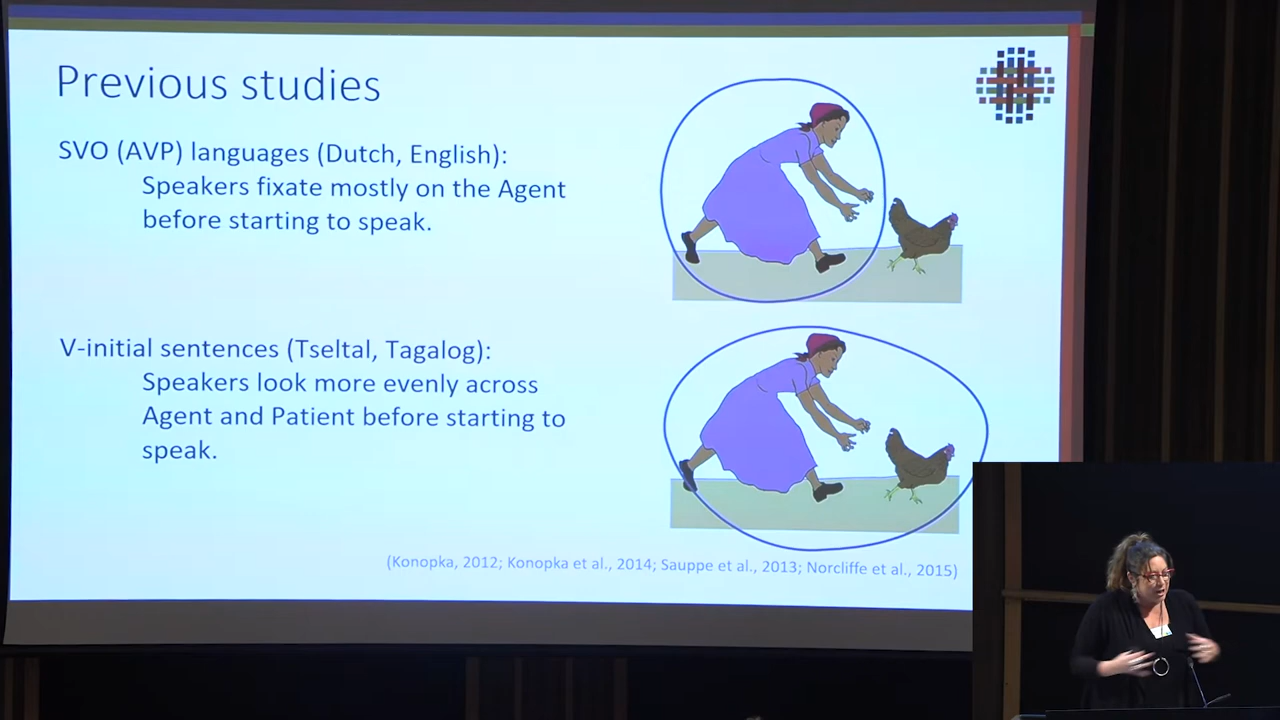 Previous studies
SVO (AVP) languages (Dutch, English):
Speakers fixate mostly on the Agent
before starting to speak.
V-initial sentences (Tseltal, Tagalog):
Speakers look more evenly across
Agent and Patient before starting to
speak.
(Konopka, 2012; Konopka et al., 2014; Sauppe et al., 2013; Norcliffe et al., 2015)